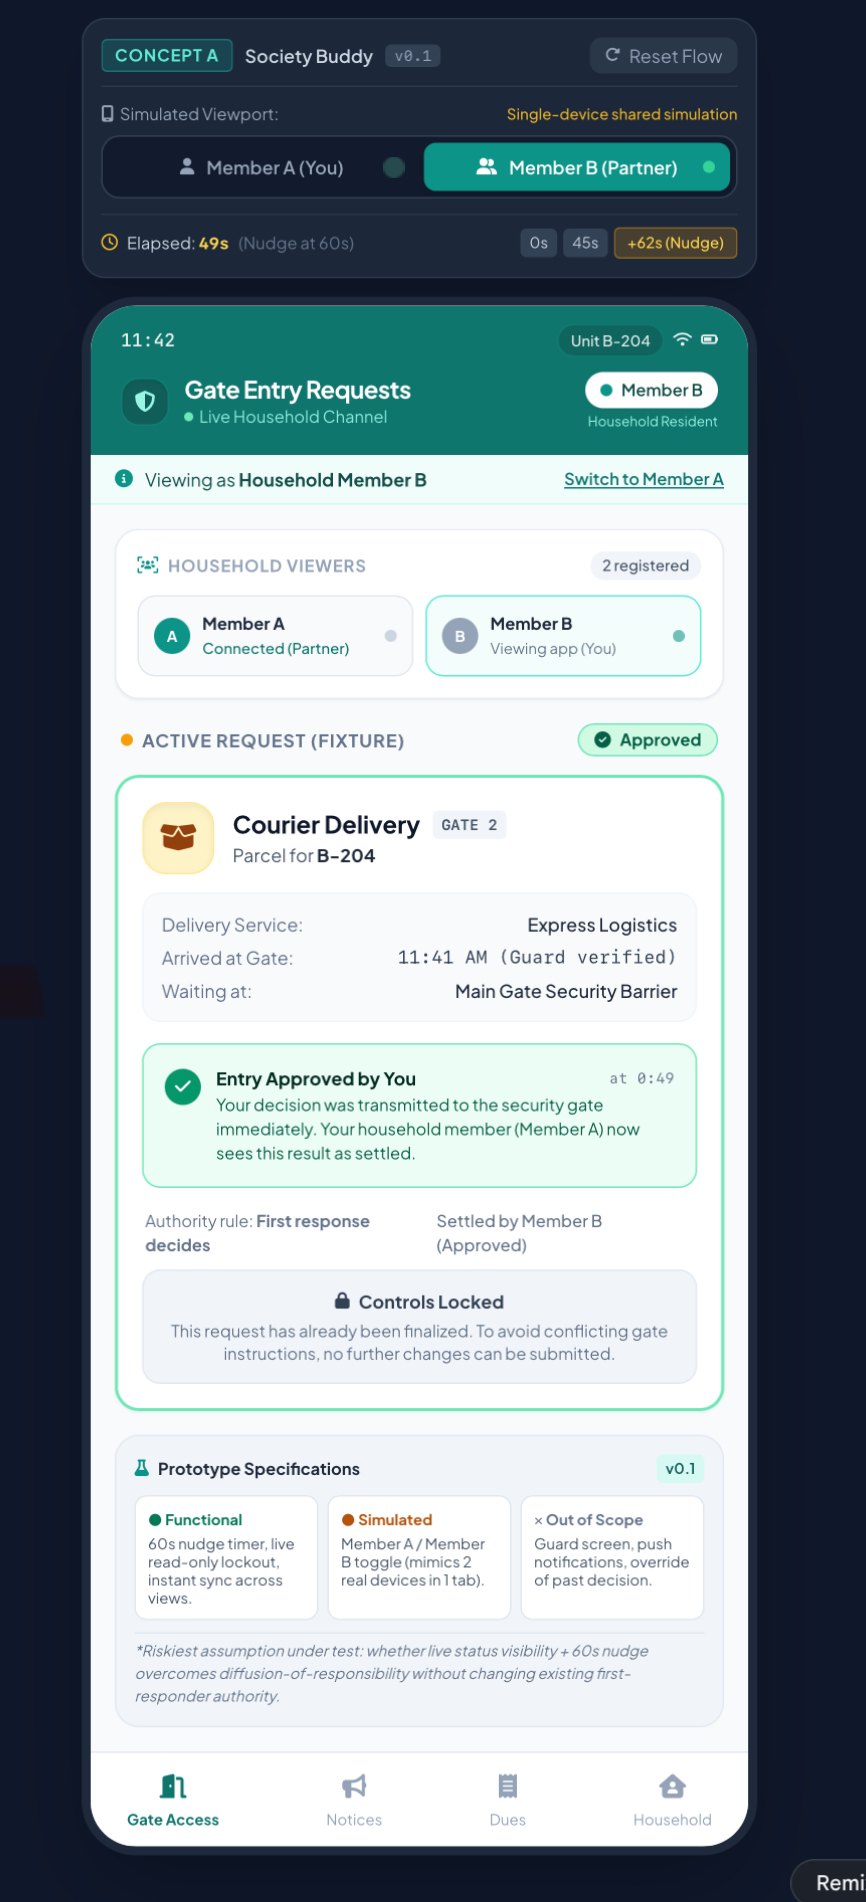 CONCEPT A Society Buddy v0.1 Reset Flow
Simulated Viewport: Single-device shared simulation
Member A (You) Member B (Partner)
Elapsed: 49s (Nudge at 60s) 0s 45s +62s (Nudge)
11:42 Unit B-204
Gate Entry Requests Member B
Live Household Channel Household Resident
Viewing as Household Member B Switch to Member A
HOUSEHOLD VIEWERS 2 registered
A Member A
Connected (Partner)
B Member B
Viewing app (You)
ACTIVE REQUEST (FIXTURE) Approved
Courier Delivery GATE 2
Parcel for B-204
Delivery Service: Express Logistics
Arrived at Gate: 11:41 AM (Guard verified)
Waiting at: Main Gate Security Barrier
Entry Approved by You at 0:49
Your decision was transmitted to the security gate
immediately. Your household member (Member A) now
sees this result as settled.
Authority rule: First response
decides
Settled by Member B
(Approved)
Controls Locked
This request has already been finalized. To avoid conflicting gate
instructions, no further changes can be submitted.
Prototype Specifications v0.1
Functional
60s nudge timer, live
read-only lockout,
instant sync across
views.
Simulated
Member A / Member
B toggle (mimics 2
real devices in 1 tab).
× Out of Scope
Guard screen, push
notifications, override
of past decision.
*Riskiest assumption under test: whether live status visibility + 60s nudge
overcomes diffusion-of-responsibility without changing existing first-
responder authority.
Gate Access Notices Dues Household